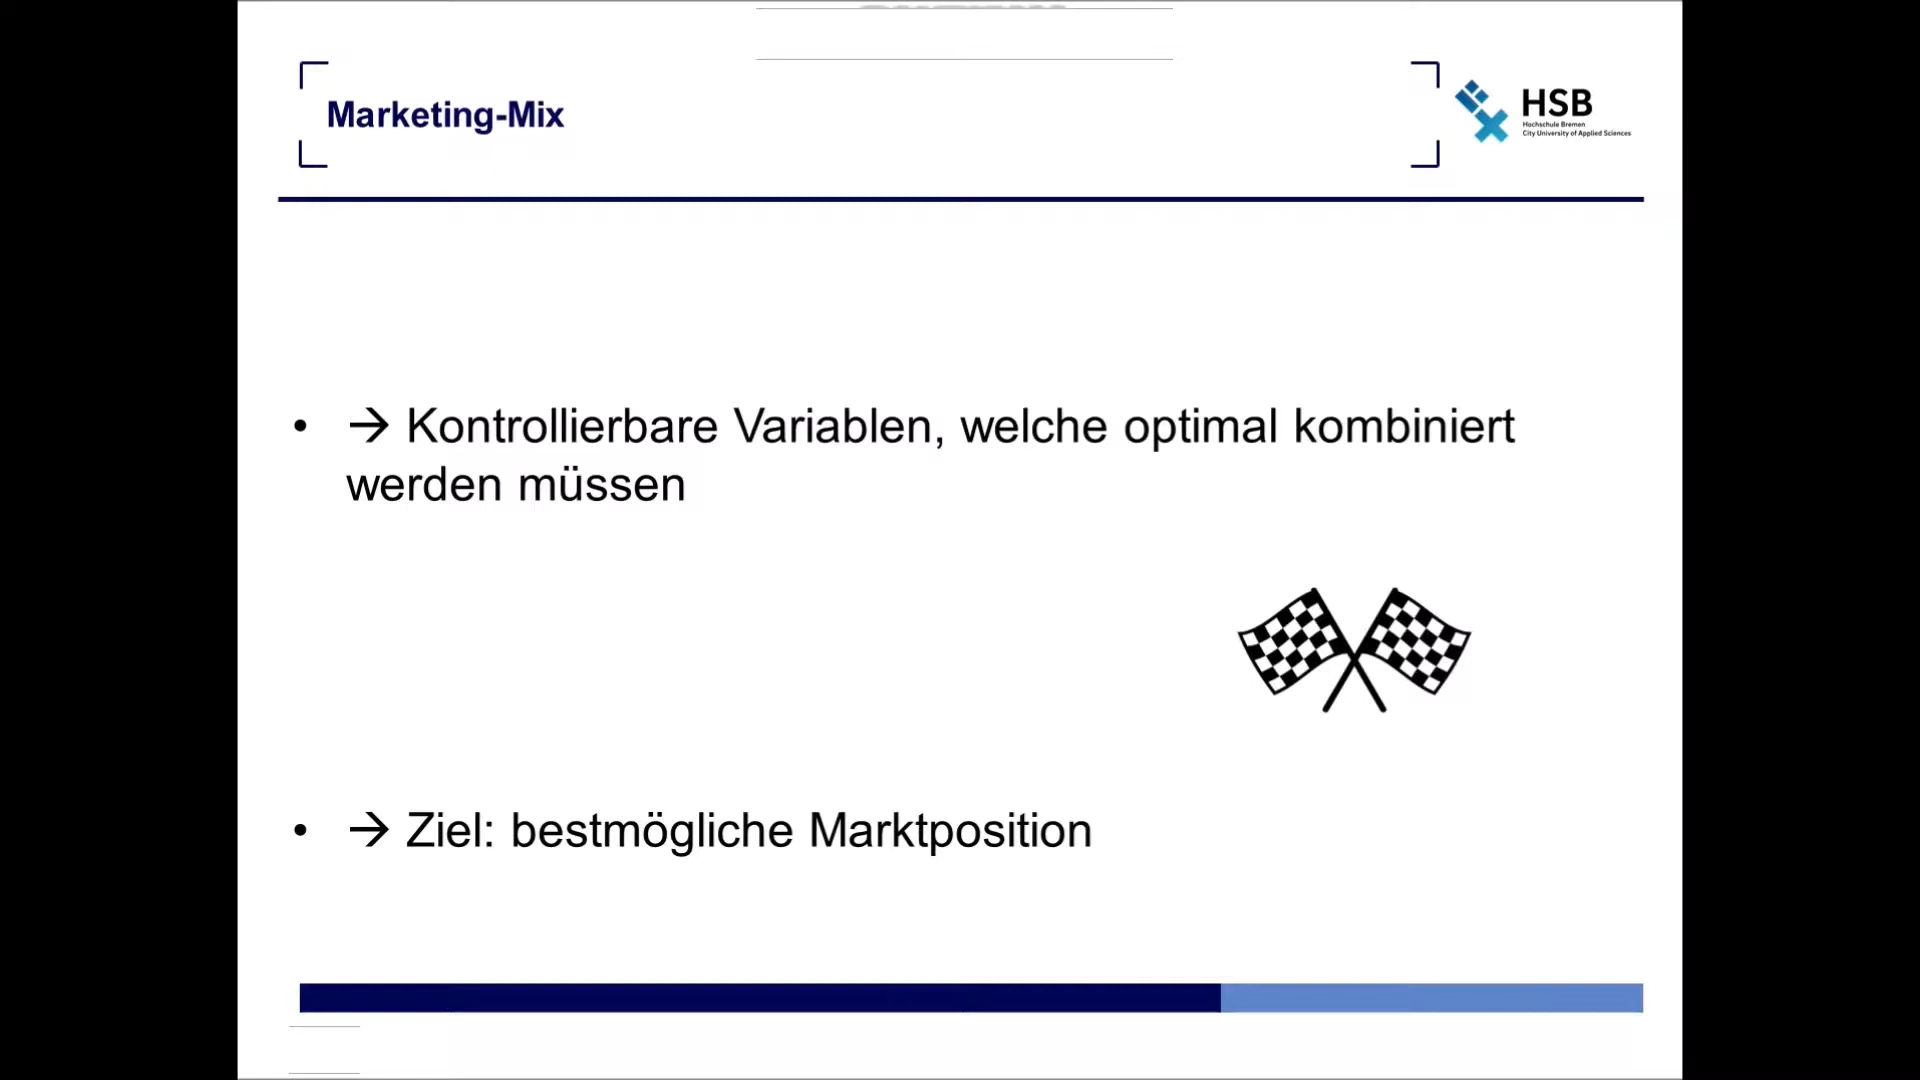 Marketing-Mix
HSB
Hochschule Bremen
City University of Applied Sciences
• → Kontrollierbare Variablen, welche optimal kombiniert
werden müssen
• → Ziel: bestmögliche Marktposition